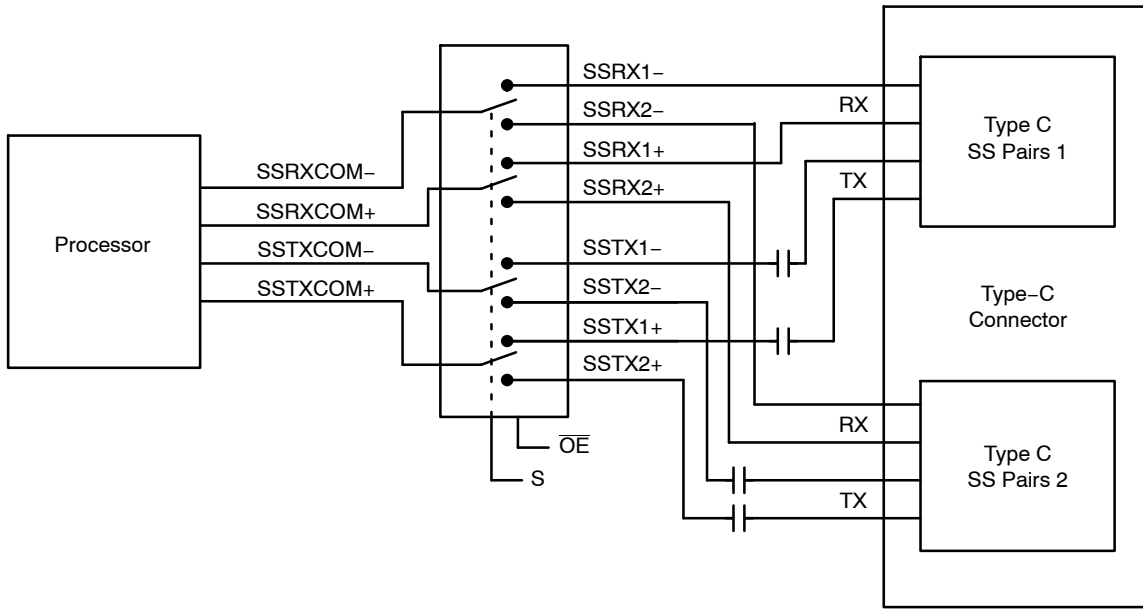 Processor
SSRXCOM−
SSRXCOM+
SSTXCOM−
SSTXCOM+
SSRX1−
SSRX2−
SSRX1+
SSRX2+
SSTX1−
SSTX2−
SSTX1+
SSTX2+
OE
S
RX
TX
Type C
SS Pairs 1
Type−C
Connector
RX
TX
Type C
SS Pairs 2